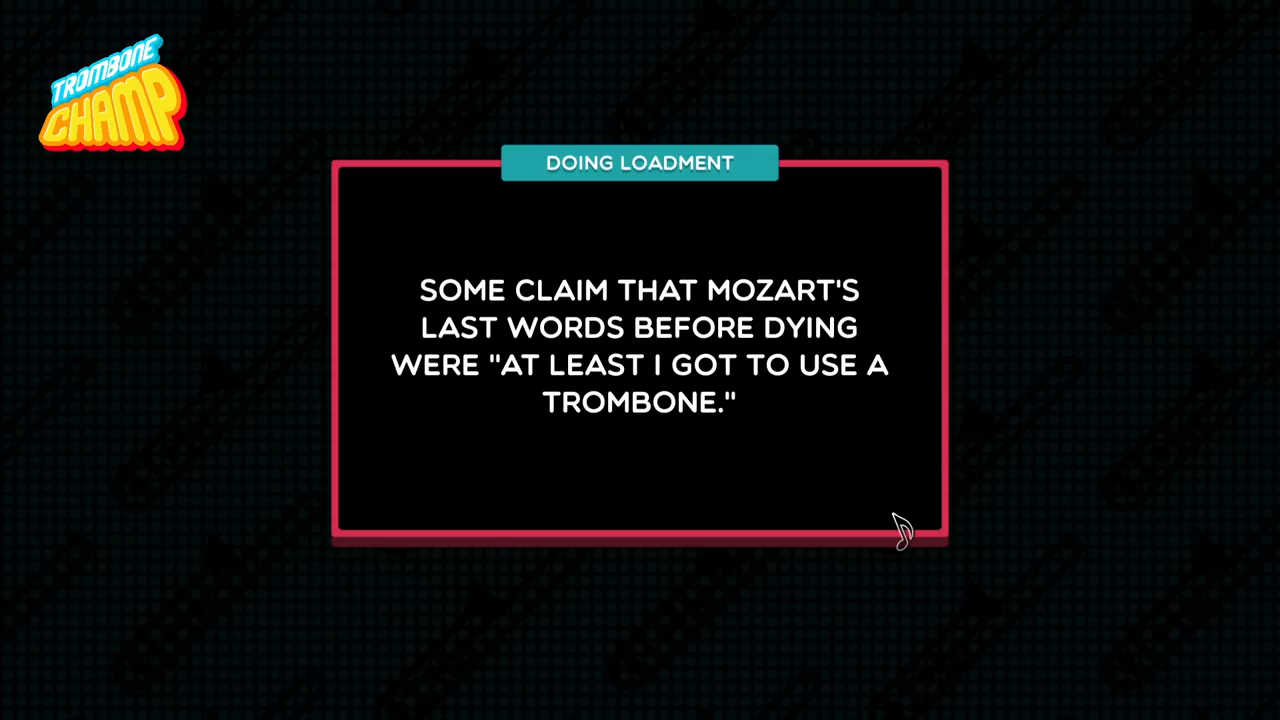 TROMBONE
CHAMP
DOING LOADMENT
SOME CLAIM THAT MOZART'S
LAST WORDS BEFORE DYING
WERE "AT LEAST I GOT TO USE A
TROMBONE."